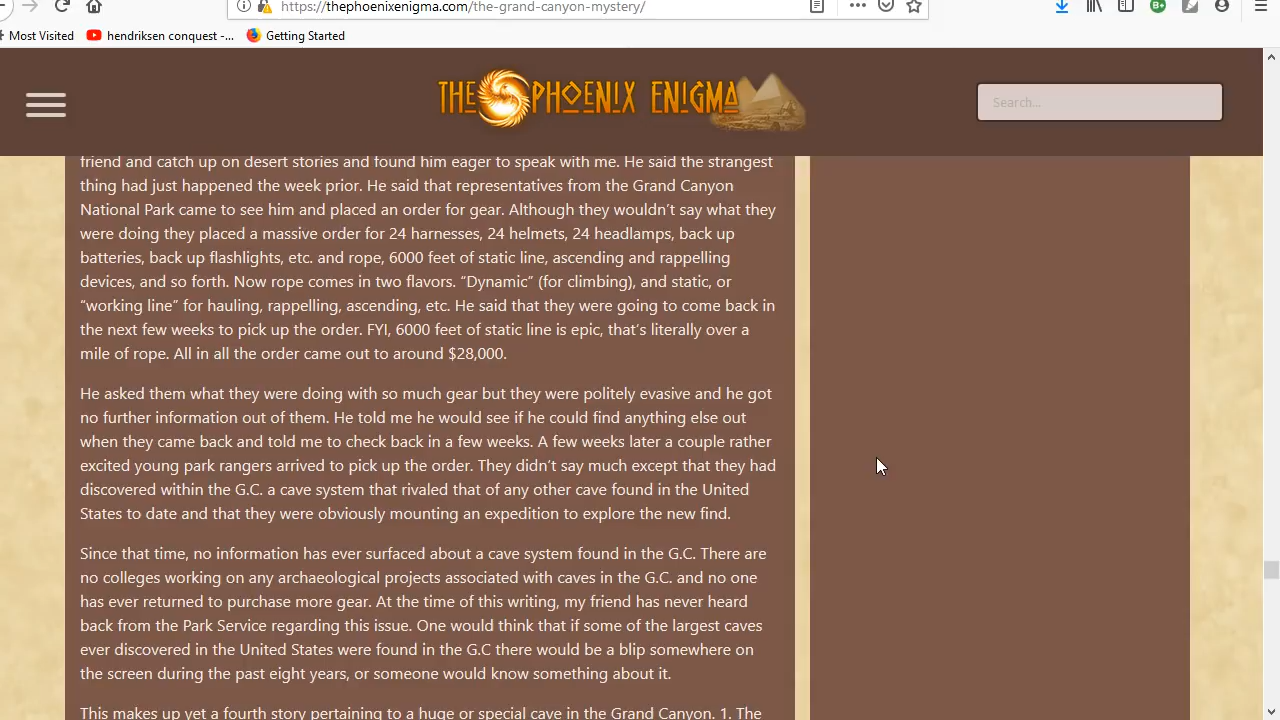 https://thephoenixenigma.com/the-grand-canyon-mystery/
Most Visited
hendriksen conquest -...
Getting Started
THE PHOENIX ENIGMA
Search...
friend and catch up on desert stories and found him eager to speak with me. He said the strangest
thing had just happened the week prior. He said that representatives from the Grand Canyon
National Park came to see him and placed an order for gear. Although they wouldn’t say what they
were doing they placed a massive order for 24 harnesses, 24 helmets, 24 headlamps, back up
batteries, back up flashlights, etc. and rope, 6000 feet of static line, ascending and rappelling
devices, and so forth. Now rope comes in two flavors. “Dynamic” (for climbing), and static, or
“working line” for hauling, rappelling, ascending, etc. He said that they were going to come back in
the next few weeks to pick up the order. FYI, 6000 feet of static line is epic, that’s literally over a
mile of rope. All in all the order came out to around $28,000.
He asked them what they were doing with so much gear but they were politely evasive and he got
no further information out of them. He told me he would see if he could find anything else out
when they came back and told me to check back in a few weeks. A few weeks later a couple rather
excited young park rangers arrived to pick up the order. They didn’t say much except that they had
discovered within the G.C. a cave system that rivaled that of any other cave found in the United
States to date and that they were obviously mounting an expedition to explore the new find.
Since that time, no information has ever surfaced about a cave system found in the G.C. There are
no colleges working on any archaeological projects associated with caves in the G.C. and no one
has ever returned to purchase more gear. At the time of this writing, my friend has never heard
back from the Park Service regarding this issue. One would think that if some of the largest caves
ever discovered in the United States were found in the G.C there would be a blip somewhere on
the screen during the past eight years, or someone would know something about it.
This makes up yet a fourth story pertaining to a huge or special cave in the Grand Canyon. 1. The